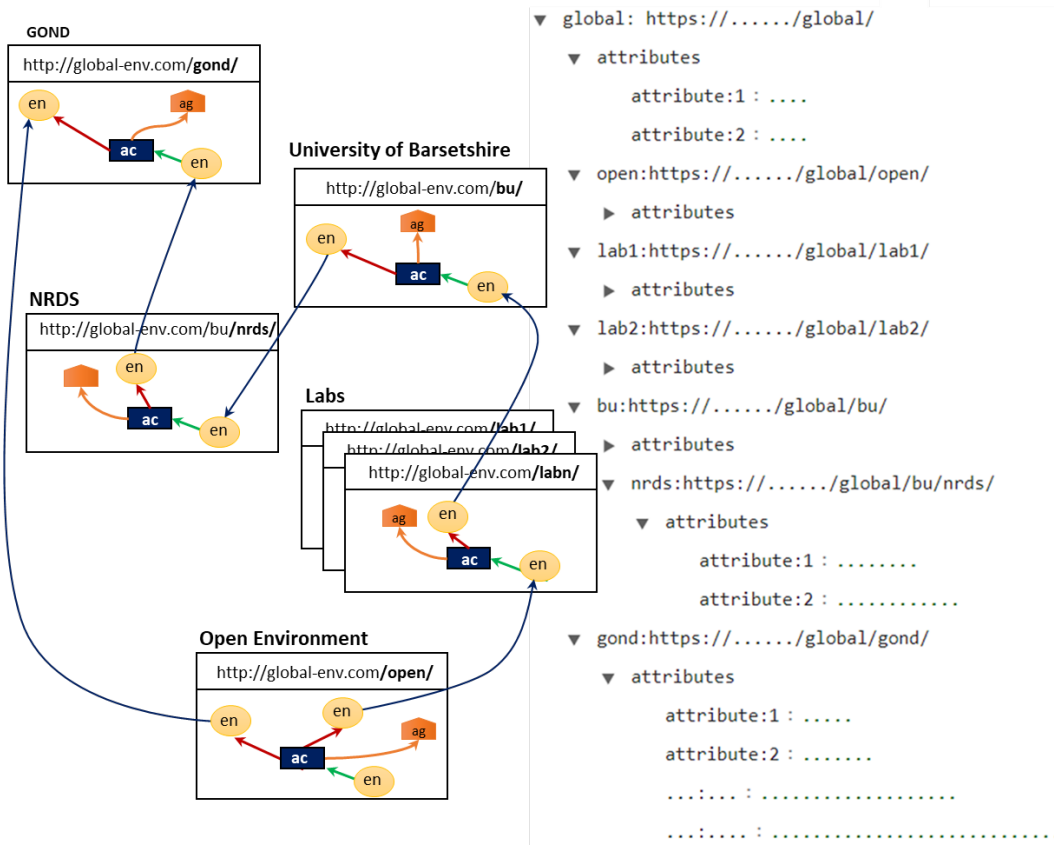 GOND
http://global-env.com/gond/
en
ag
ac
en
University of Barsetshire
http://global-env.com/bu/
ag
en
ac
en
NRDS
http://global-env.com/bu/nrds/
en
ac
en
Labs
http://global-env.com/lab1/
http://global-env.com/lab2/
http://global-env.com/labn/
ag
en
ac
en
Open Environment
http://global-env.com/open/
en
en
ag
ac
en
▼ global: https://....../global/
▼ attributes
attribute:1 : ....
attribute:2 : ....
▼ open:https://....../global/open/
▶ attributes
▼ lab1:https://....../global/lab1/
▶ attributes
▼ lab2:https://....../global/lab2/
▶ attributes
▼ bu:https://....../global/bu/
▶ attributes
▼ nrds:https://....../global/bu/nrds/
▼ attributes
attribute:1 : ........
attribute:2 : ............
▼ gond:https://....../global/gond/
▼ attributes
attribute:1 : .....
attribute:2 : .......
...:... : ...................
...:.... : ...........................